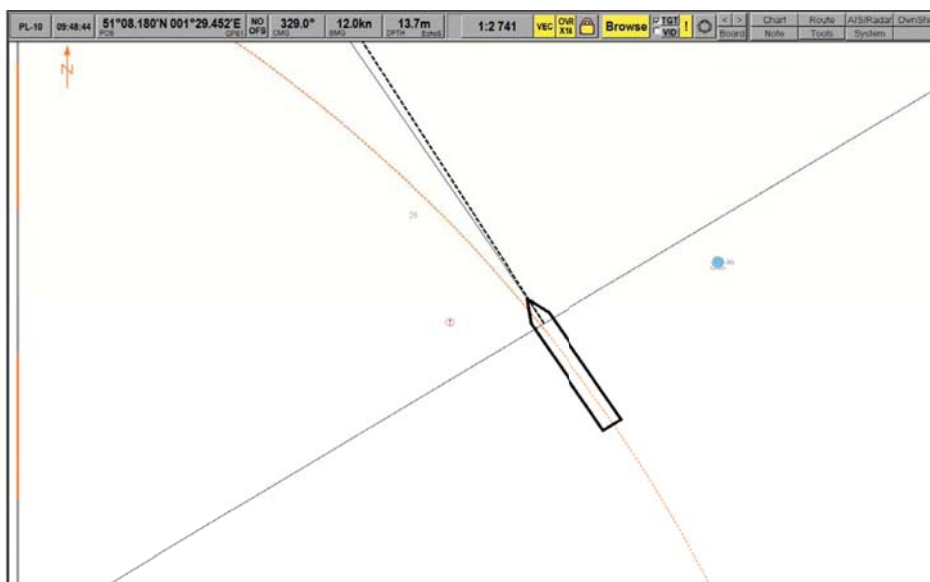 PL-10 09:48:44 51°08.180'N 001°29.452'E NO OFS 329.0° 12.0kn 13.7m 1:2 741 VEC OVR X16 Browse TGT ! < > Chart Route AIS/Radar OwnShi
POS GPS1 CMG SMG DPTH EchoS VID Board Note Tools System
N
26